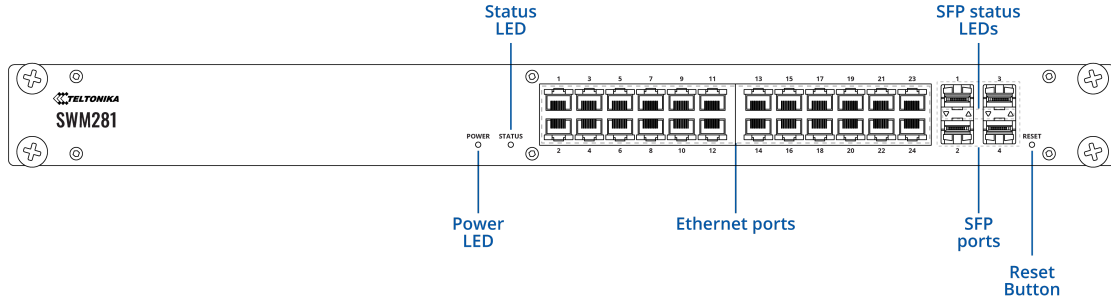 Status
LED
SFP status
LEDs
1 3 5 7 9 11 13 15 17 19 21 23 1 3
TELTONIKA
SWM281
POWER STATUS
RESET
2 4 6 8 10 12 14 16 18 20 22 24 2 4
Power
LED
Ethernet ports
SFP
ports
Reset
Button